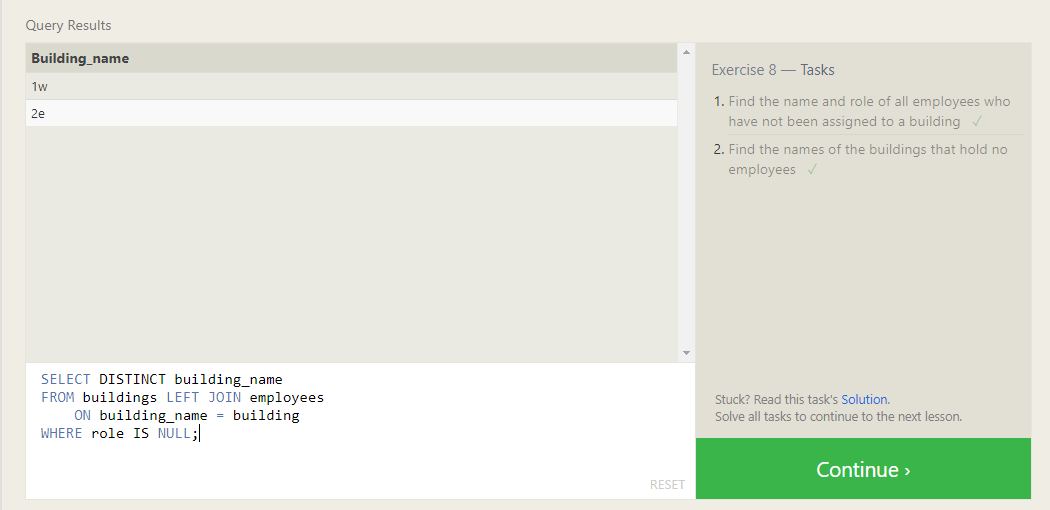 Query Results
Building_name
1w
2e
SELECT DISTINCT building_name
FROM buildings LEFT JOIN employees
    ON building_name = building
WHERE role IS NULL;
RESET
Exercise 8 — Tasks
1. Find the name and role of all employees who
have not been assigned to a building ✓
2. Find the names of the buildings that hold no
employees ✓
Stuck? Read this task's Solution.
Solve all tasks to continue to the next lesson.
Continue ›